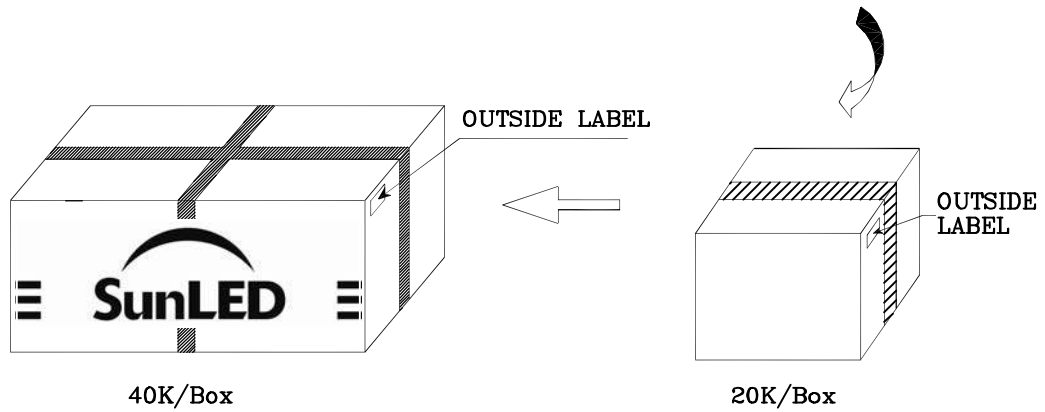 OUTSIDE LABEL
OUTSIDE
LABEL
SunLED
40K/Box
20K/Box